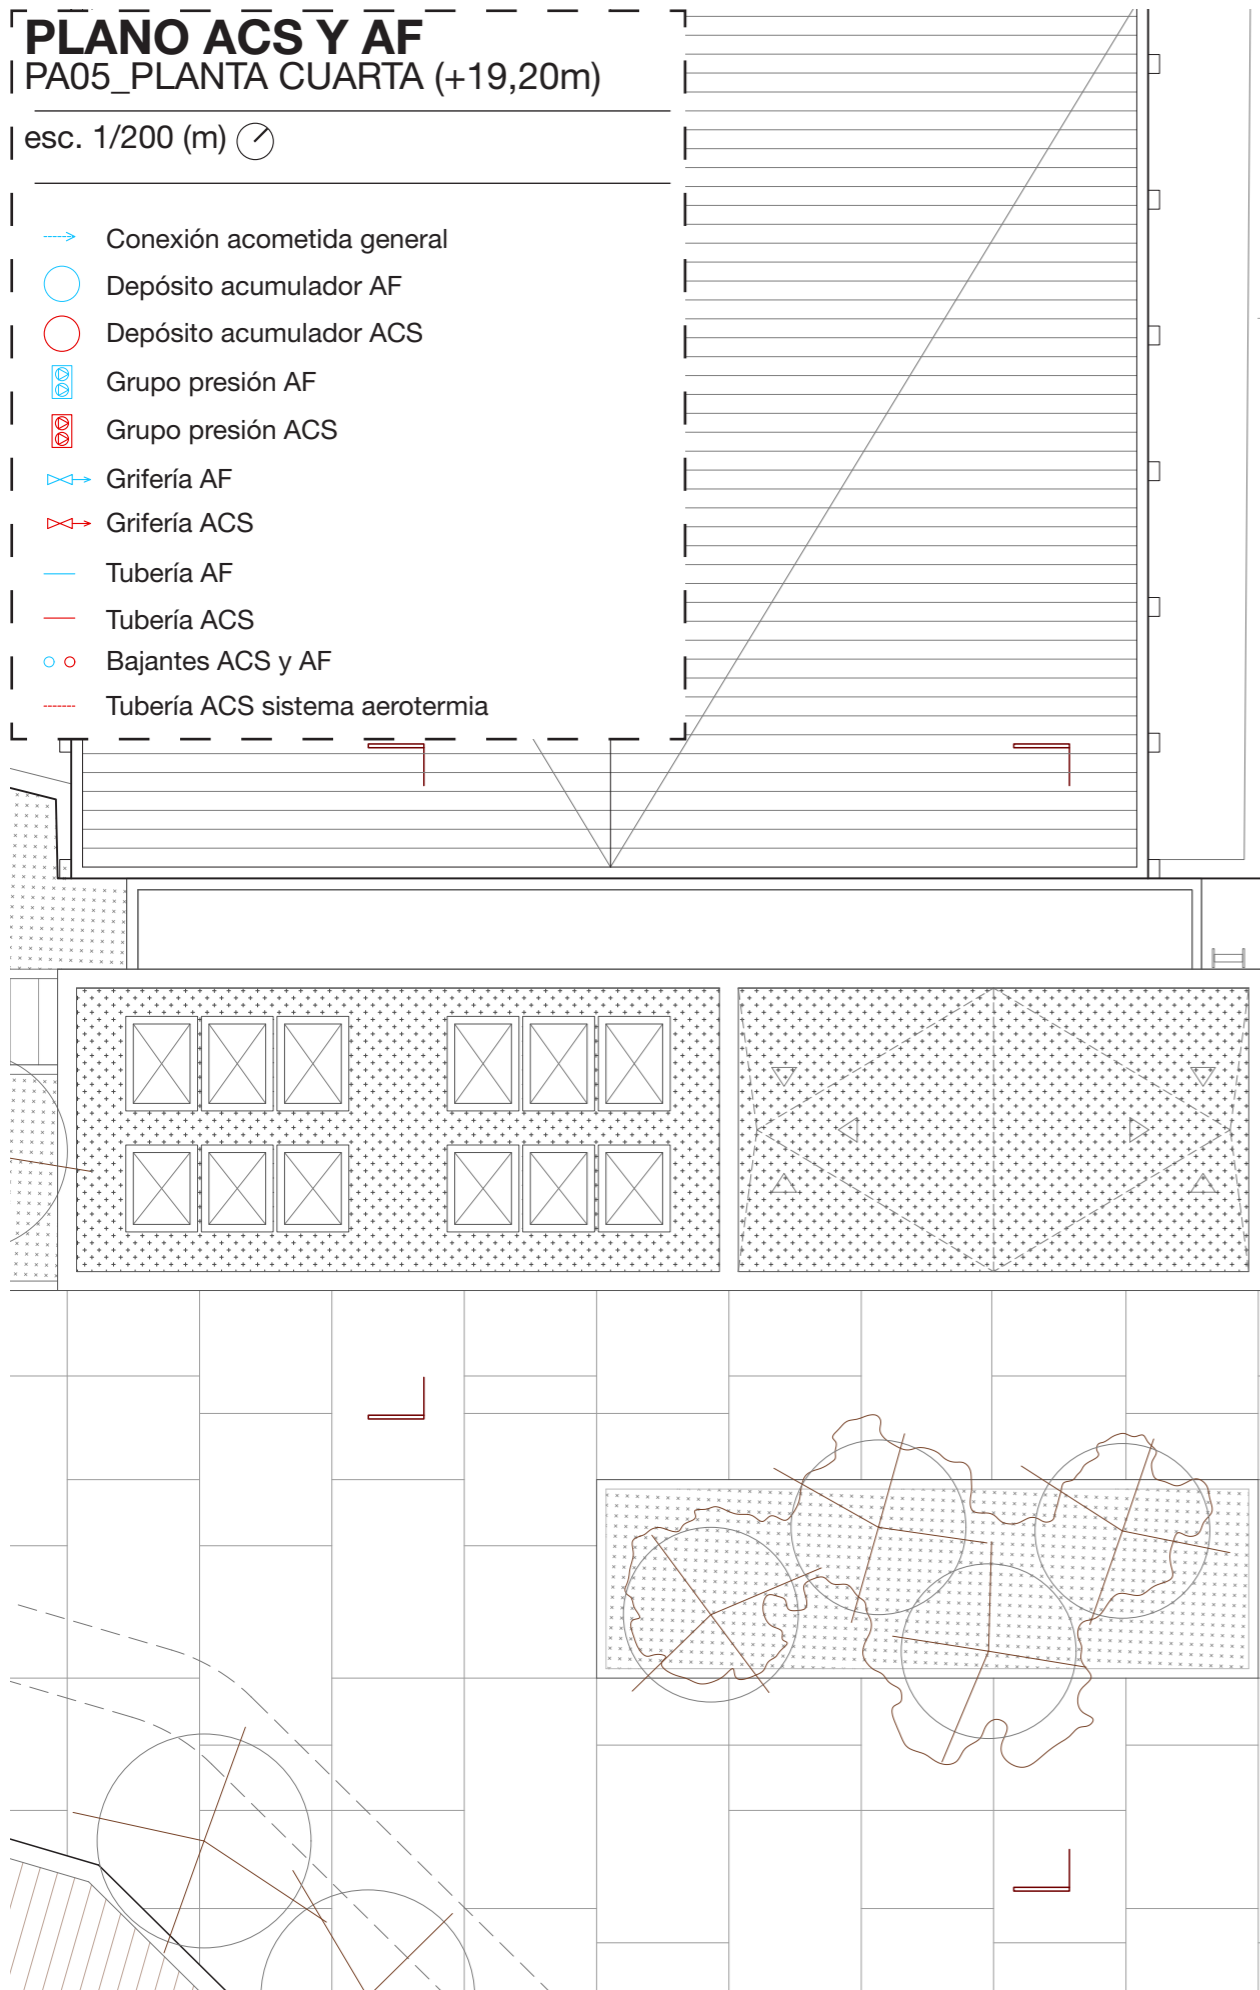 PLANO ACS Y AF
PA05_PLANTA CUARTA (+19,20m)
esc. 1/200 (m)
Conexión acometida general
Depósito acumulador AF
Depósito acumulador ACS
Grupo presión AF
Grupo presión ACS
Grifería AF
Grifería ACS
Tubería AF
Tubería ACS
Bajantes ACS y AF
Tubería ACS sistema aerotermia